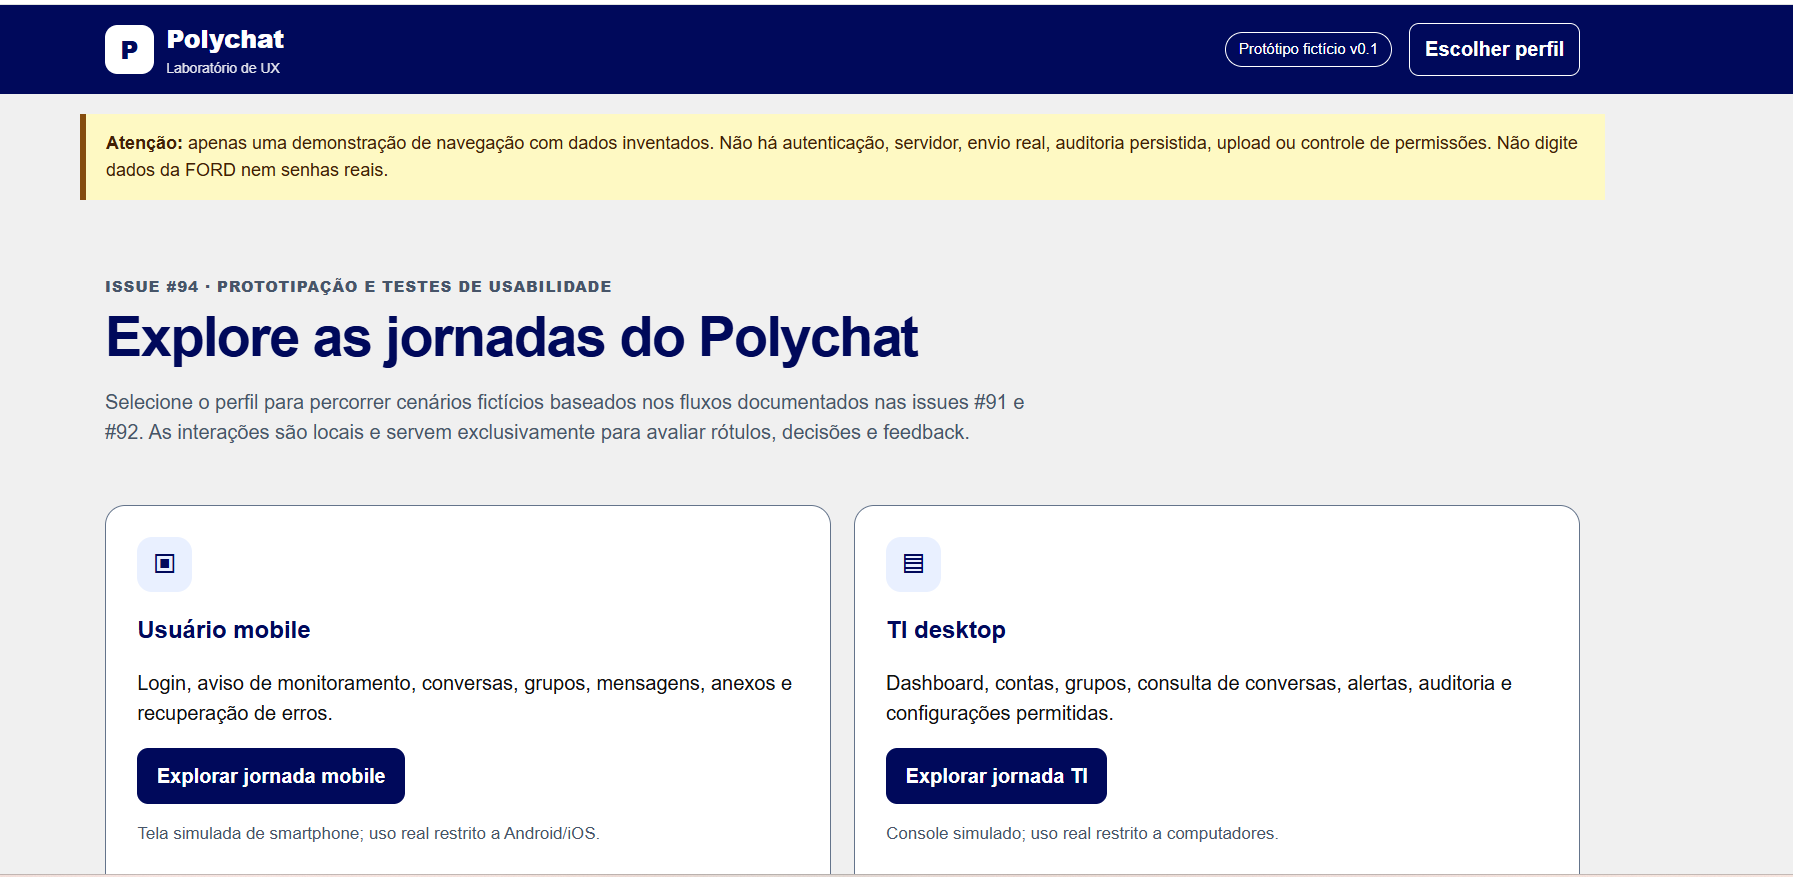 P
Polychat
Laboratório de UX
Protótipo fictício v0.1
Escolher perfil
Atenção: apenas uma demonstração de navegação com dados inventados. Não há autenticação, servidor, envio real, auditoria persistida, upload ou controle de permissões. Não digite
dados da FORD nem senhas reais.
ISSUE #94 · PROTOTIPAÇÃO E TESTES DE USABILIDADE
Explore as jornadas do Polychat
Selecione o perfil para percorrer cenários fictícios baseados nos fluxos documentados nas issues #91 e
#92. As interações são locais e servem exclusivamente para avaliar rótulos, decisões e feedback.
Usuário mobile
Login, aviso de monitoramento, conversas, grupos, mensagens, anexos e
recuperação de erros.
Explorar jornada mobile
Tela simulada de smartphone; uso real restrito a Android/iOS.
TI desktop
Dashboard, contas, grupos, consulta de conversas, alertas, auditoria e
configurações permitidas.
Explorar jornada TI
Console simulado; uso real restrito a computadores.